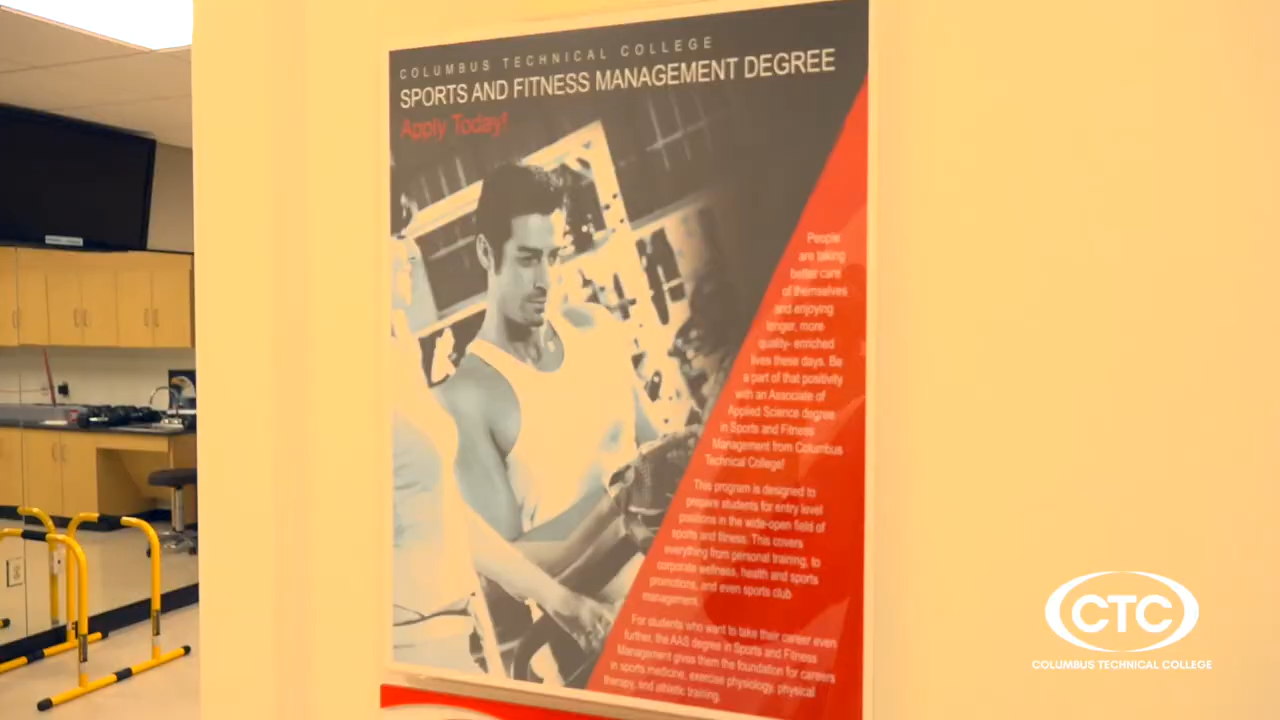 COLUMBUS TECHNICAL COLLEGE
SPORTS AND FITNESS MANAGEMENT DEGREE
Apply Today!
People
are taking
better care
of themselves
and enjoying
longer, more
quality- enriched
lives these days. Be
a part of that positivity
with an Associate of
Applied Science degree
in Sports and Fitness
Management from Columbus
Technical College!
This program is designed to
prepare students for entry level
positions in the wide-open field of
sports and fitness. This covers
everything from personal training, to
corporate wellness, health and sports
promotions, and even sports club
management.
For students who want to take their career even
further, the AAS degree in Sports and Fitness
Management gives them the foundation for careers
in sports medicine, exercise physiology, physical
therapy, and athletic training.
CTC
COLUMBUS TECHNICAL COLLEGE